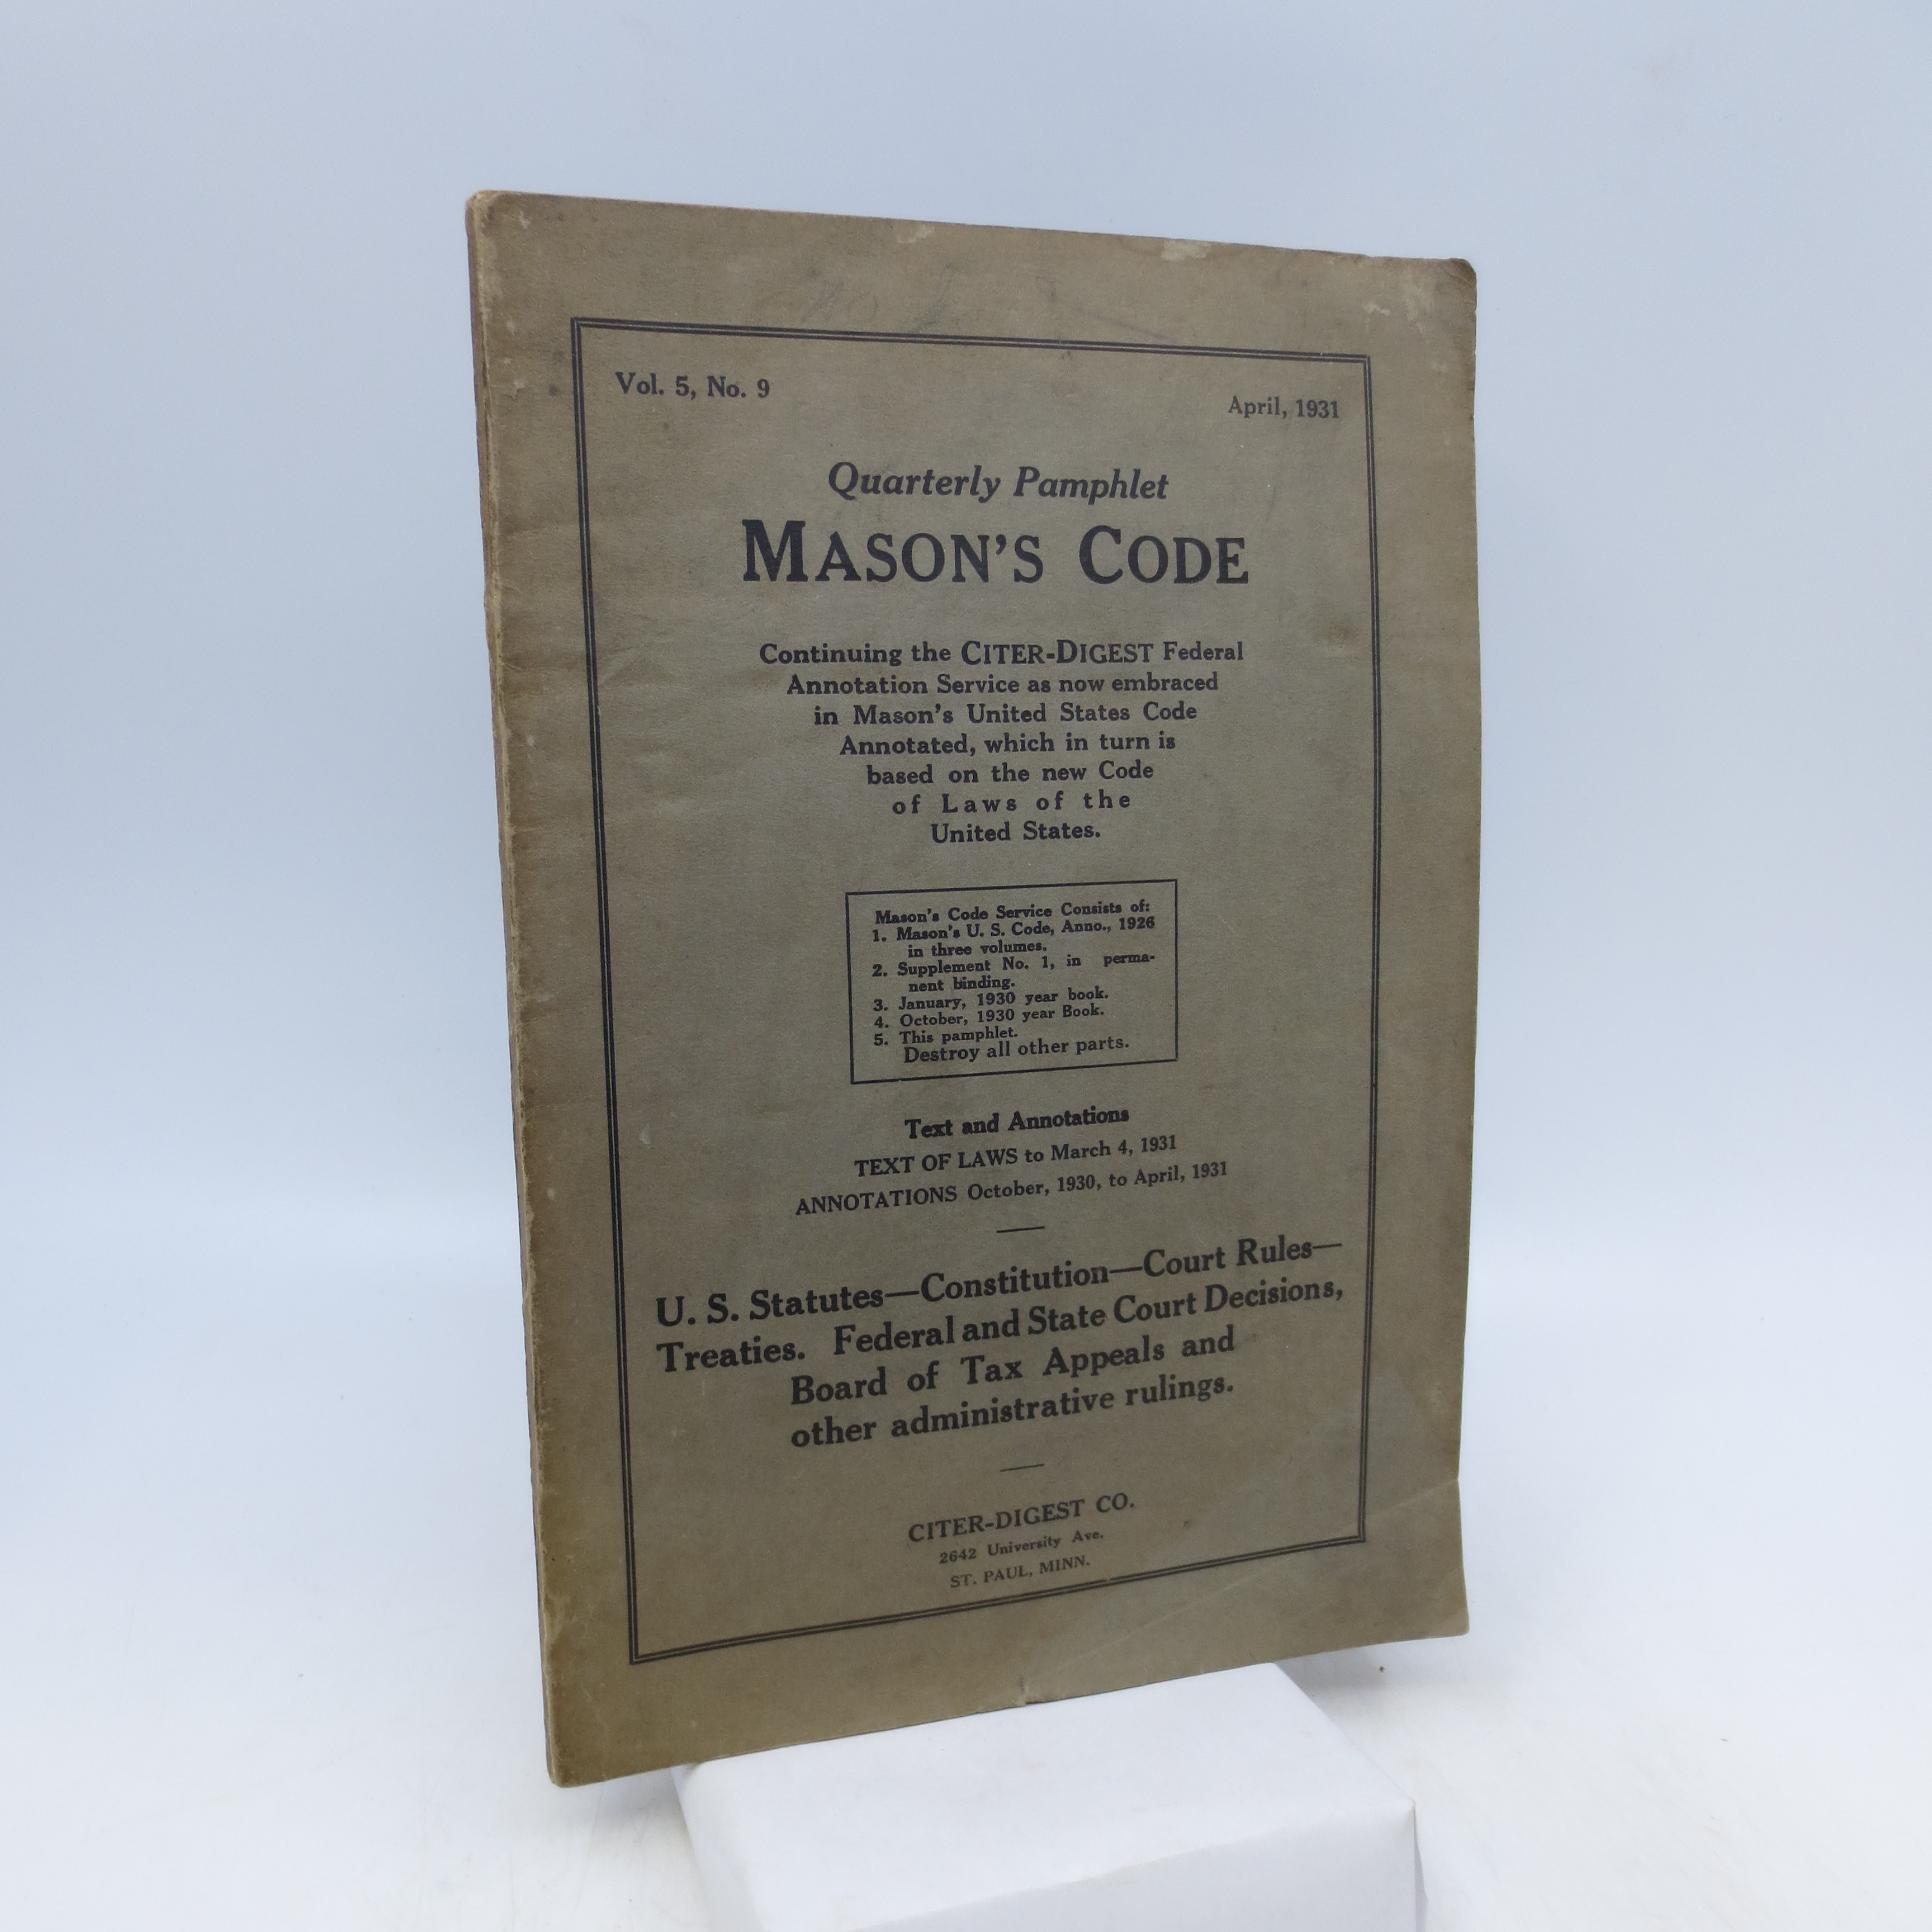 Vol. 5, No. 9
April, 1931
Quarterly Pamphlet
MASON'S CODE
Continuing the CITER-DIGEST Federal
Annotation Service as now embraced
in Mason's United States Code
Annotated, which in turn is
based on the new Code
of Laws of the
United States.
Mason's Code Service Consists of:
1. Mason's U. S. Code, Anno., 1926
in three volumes.
2. Supplement No. 1, in perma-
nent binding.
3. January, 1930 year book.
4. October, 1930 year Book.
5. This pamphlet.
Destroy all other parts.
Text and Annotations
TEXT OF LAWS to March 4, 1931
ANNOTATIONS October, 1930, to April, 1931
U. S. Statutes—Constitution—Court Rules—
Treaties. Federal and State Court Decisions,
Board of Tax Appeals and
other administrative rulings.
CITER-DIGEST CO.
2642 University Ave.
ST. PAUL, MINN.